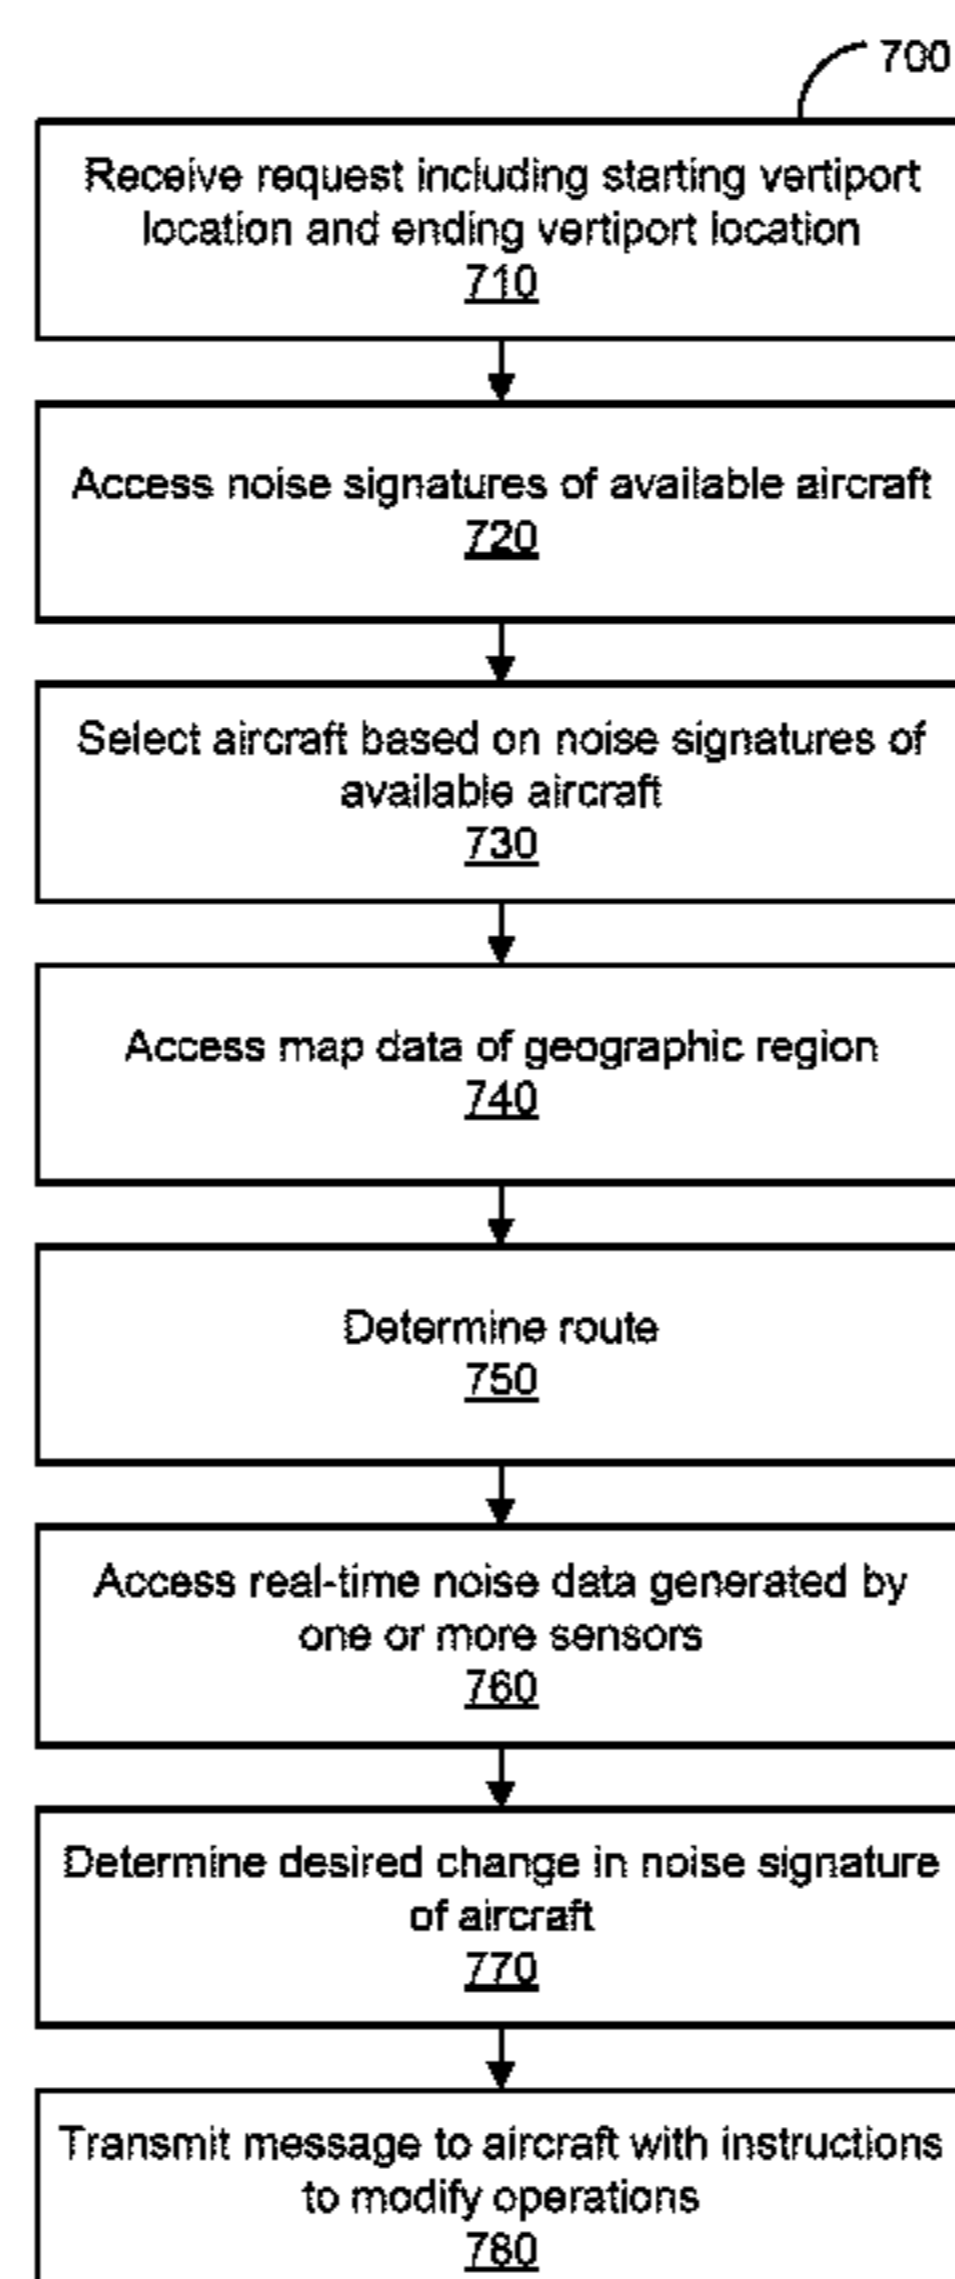 700
Receive request including starting vertiport
location and ending vertiport location
710
Access noise signatures of available aircraft
720
Select aircraft based on noise signatures of
available aircraft
730
Access map data of geographic region
740
Determine route
750
Access real-time noise data generated by
one or more sensors
760
Determine desired change in noise signature
of aircraft
770
Transmit message to aircraft with instructions
to modify operations
780